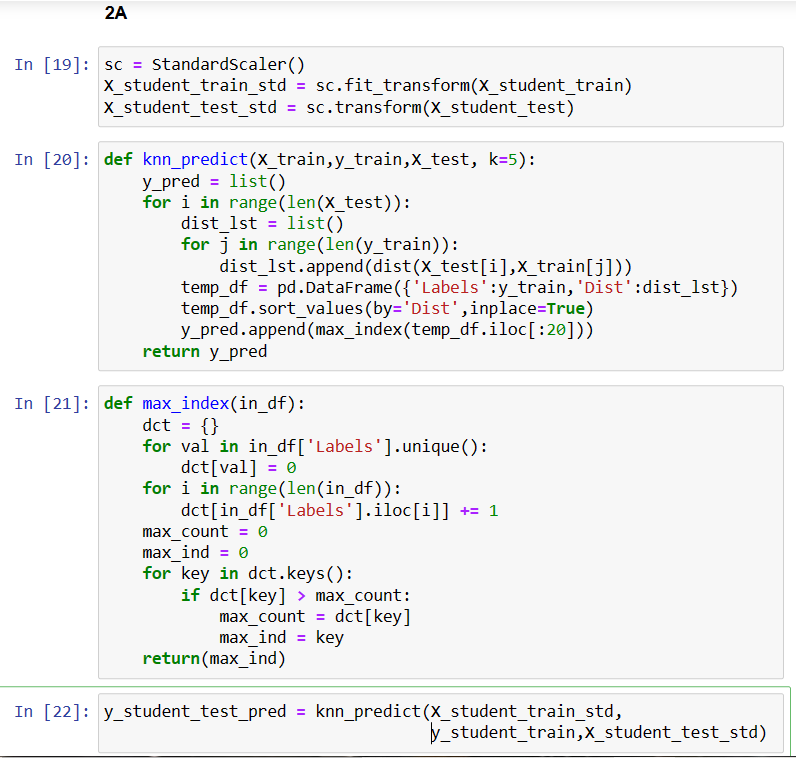 2A
In [19]: sc = StandardScaler()
X_student_train_std = sc.fit_transform(X_student_train)
X_student_test_std = sc.transform(X_student_test)
In [20]: def knn_predict(X_train,y_train,X_test, k=5):
    y_pred = list()
    for i in range(len(X_test)):
        dist_lst = list()
        for j in range(len(y_train)):
            dist_lst.append(dist(X_test[i],X_train[j]))
        temp_df = pd.DataFrame({'Labels':y_train,'Dist':dist_lst})
        temp_df.sort_values(by='Dist',inplace=True)
        y_pred.append(max_index(temp_df.iloc[:20]))
    return y_pred
In [21]: def max_index(in_df):
    dct = {}
    for val in in_df['Labels'].unique():
        dct[val] = 0
    for i in range(len(in_df)):
        dct[in_df['Labels'].iloc[i]] += 1
    max_count = 0
    max_ind = 0
    for key in dct.keys():
        if dct[key] > max_count:
            max_count = dct[key]
            max_ind = key
    return(max_ind)
In [22]: y_student_test_pred = knn_predict(X_student_train_std,
                                  y_student_train,X_student_test_std)